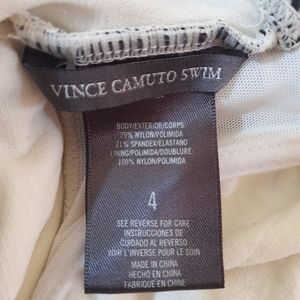 VINCE CAMUTO SWIM
BODY/EXTERIOR/CORPS
79% NYLON/POLIMIDA
21% SPANDEX/ELASTANO
LINING/POLIMIDA/DOUBLURE:
100% NYLON/POLIMIDA
4
SEE REVERSE FOR CARE
INSTRUCCIONES DE
CUIDADO AL REVERSO
VOIR L'INVERSE POUR LE SOIN
MADE IN CHINA
HECHO EN CHINA
FABRIQUÉ EN CHINE